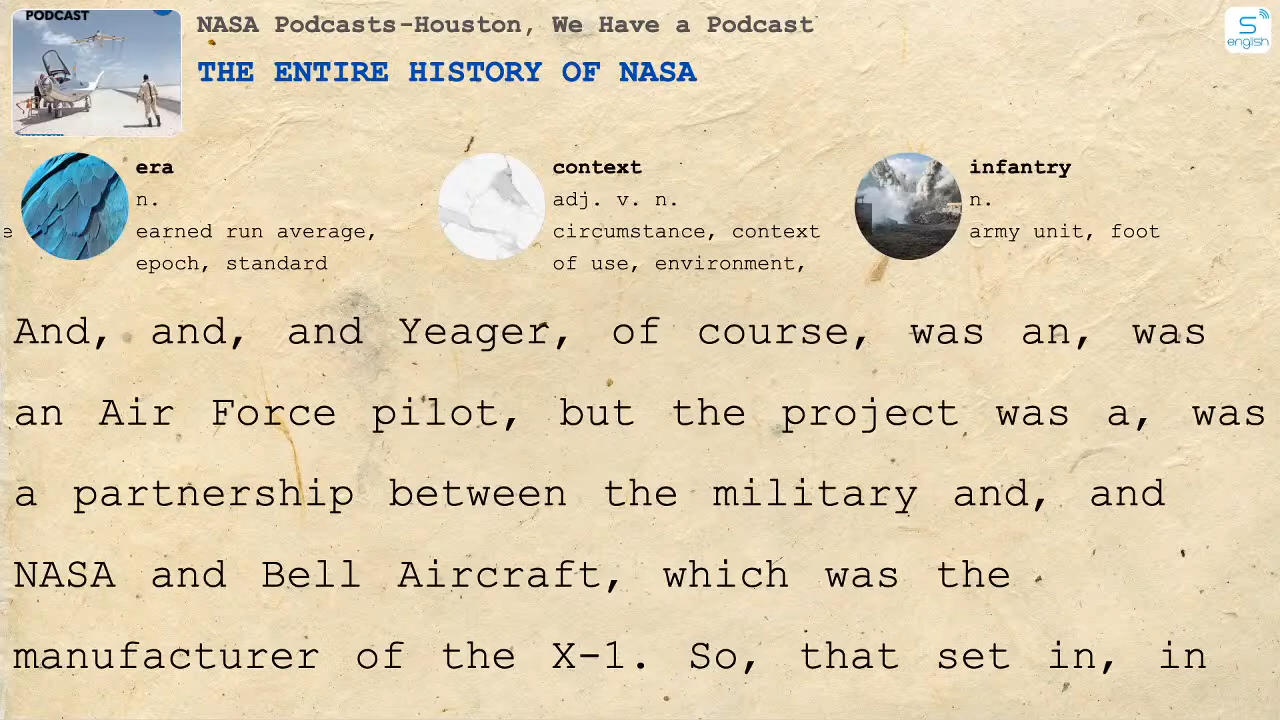 PODCAST
NASA Podcasts-Houston, We Have a Podcast
THE ENTIRE HISTORY OF NASA
S
english
era
n.
earned run average,
epoch, standard
context
adj. v. n.
circumstance, context
of use, environment,
infantry
n.
army unit, foot
e
And, and, and Yeager, of course, was an, was
an Air Force pilot, but the project was a, was
a partnership between the military and, and
NASA and Bell Aircraft, which was the
manufacturer of the X-1. So, that set in, in